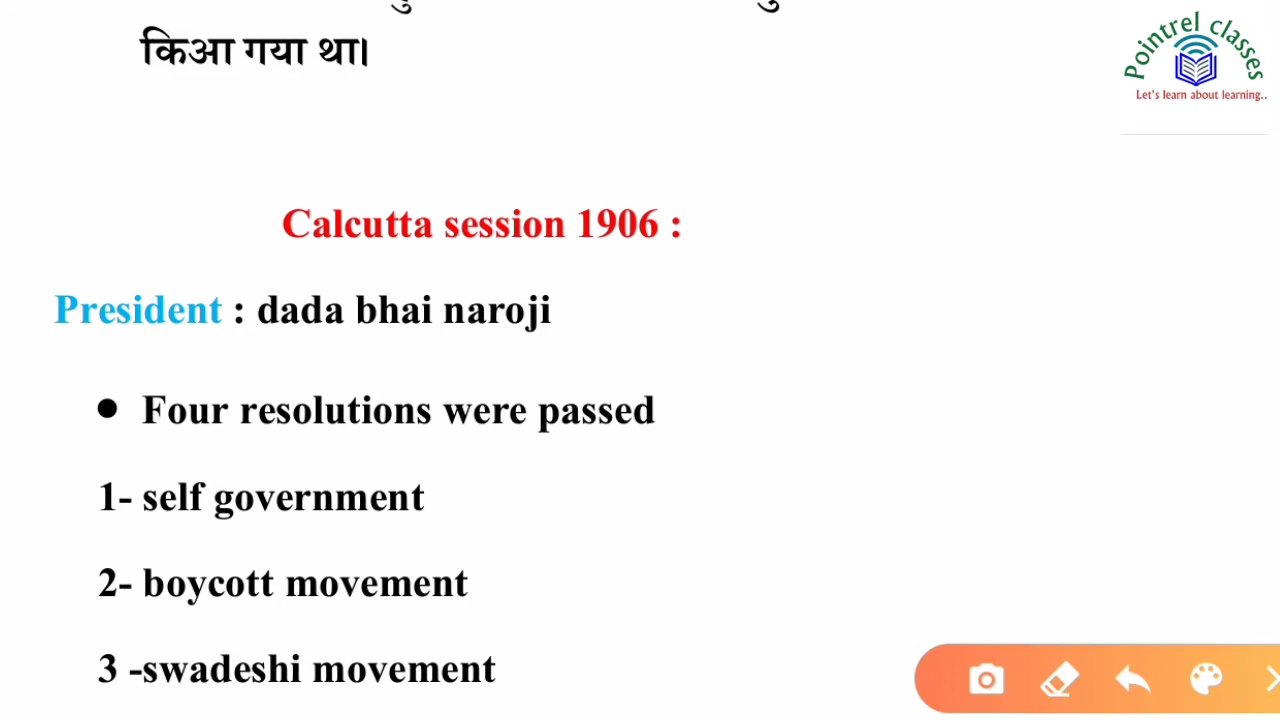 किआ गया था।
Pointrel classes
Let's learn about learning..
Calcutta session 1906 :
President : dada bhai naroji
● Four resolutions were passed
1- self government
2- boycott movement
3 -swadeshi movement